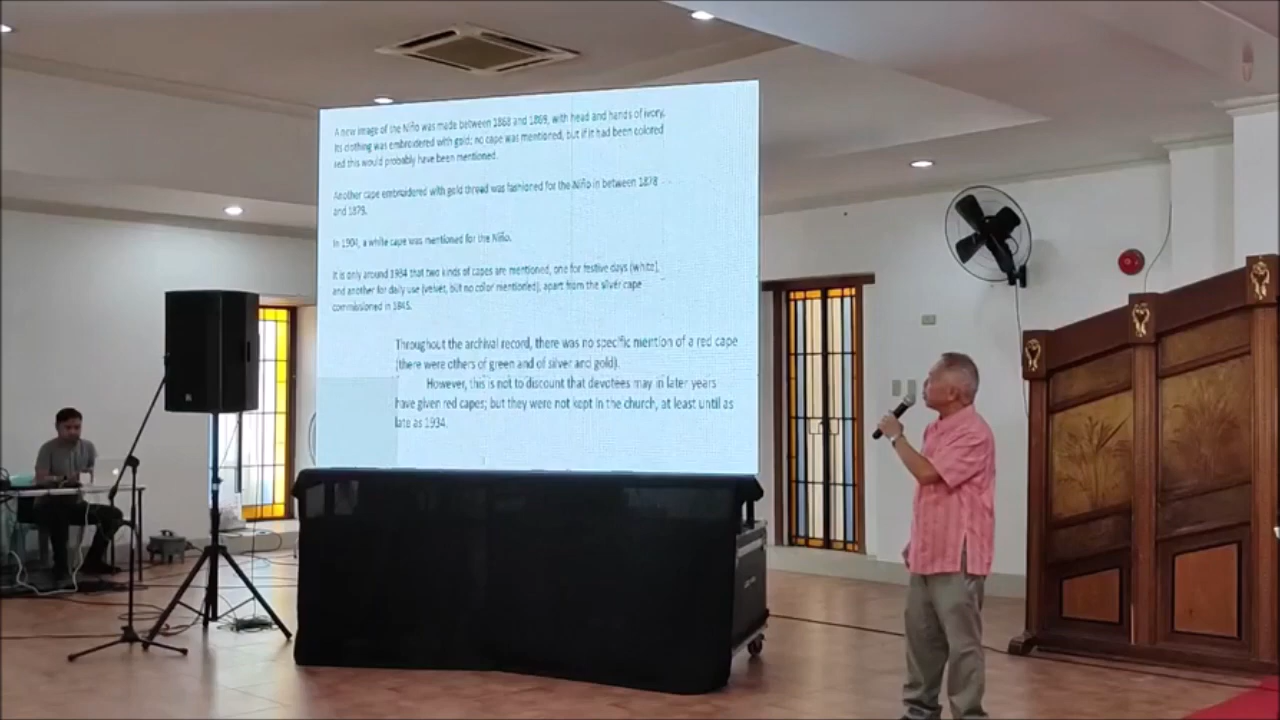 A new image of the Niño was made between 1868 and 1869, with head and hands of ivory.
Its clothing was embroidered with gold; no cape was mentioned, but if it had been colored
red this would probably have been mentioned.
Another cape embroidered with gold thread was fashioned for the Niño in between 1878
and 1879.
In 1904, a white cape was mentioned for the Niño.
It is only around 1934 that two kinds of capes are mentioned, one for festive days (white),
and another for daily use (velvet, but no color mentioned), apart from the silver cape
commissioned in 1845.
Throughout the archival record, there was no specific mention of a red cape
(there were others of green and of silver and gold).
However, this is not to discount that devotees may in later years
have given red capes; but they were not kept in the church, at least until as
late as 1934.